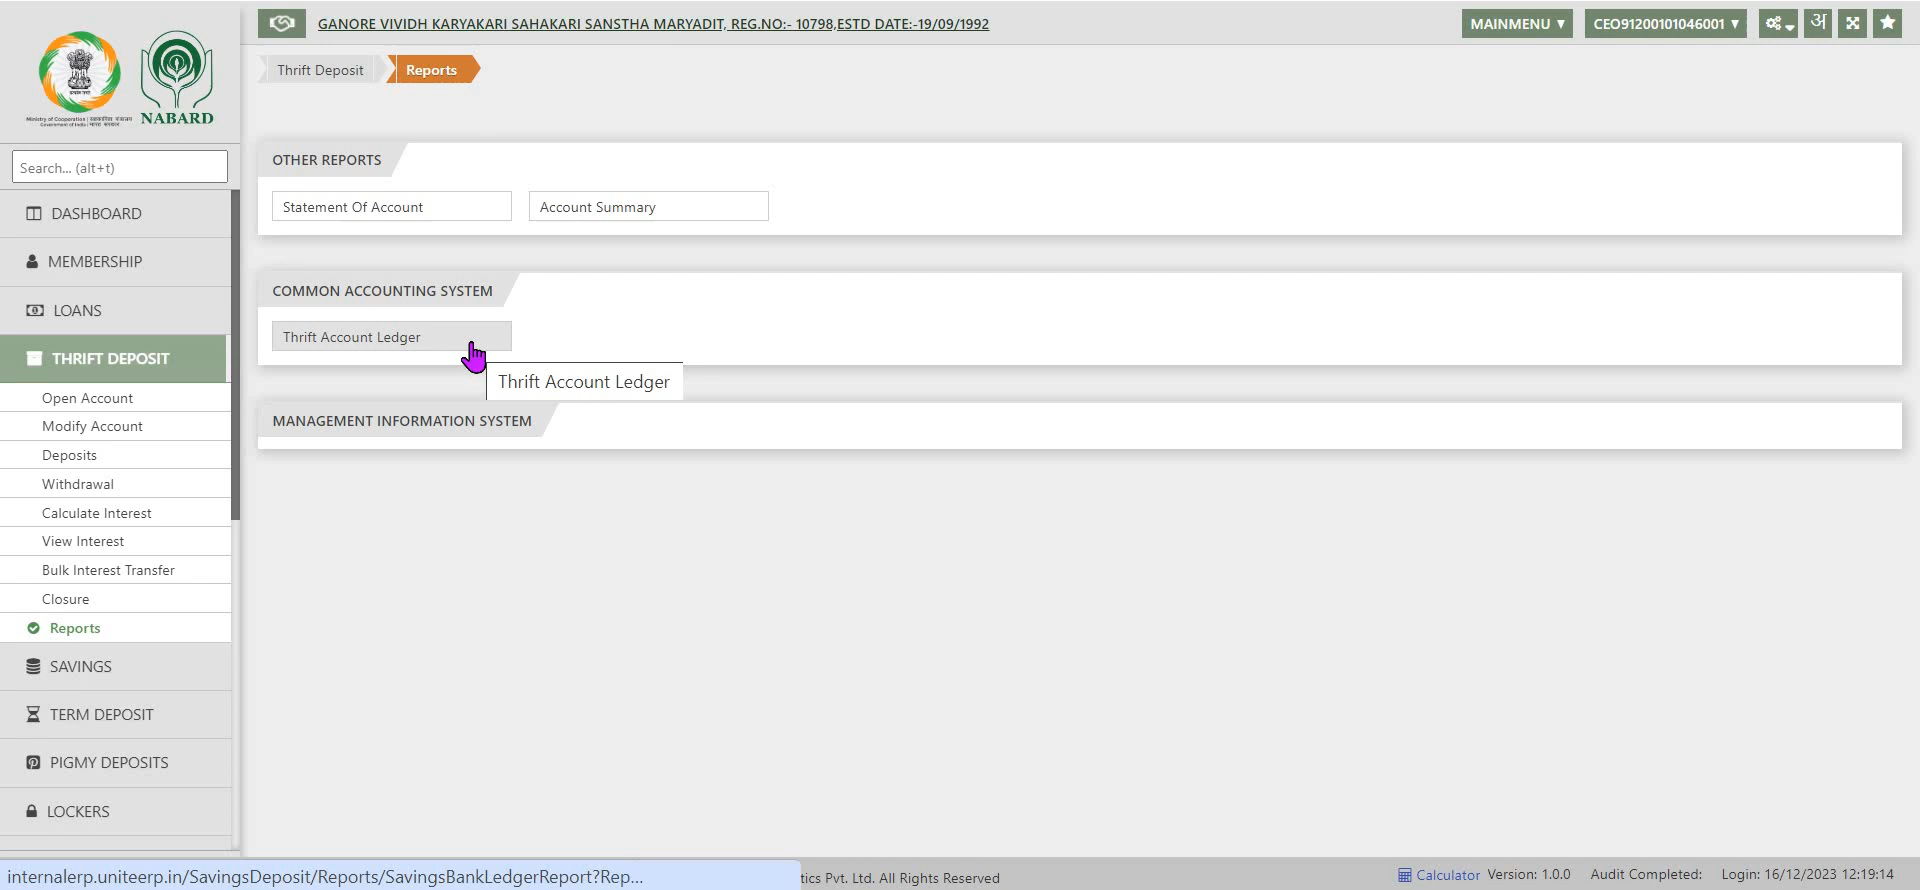 GANORE VIVIDH KARYAKARI SAHAKARI SANSTHA MARYADIT, REG.NO:- 10798,ESTD DATE:-19/09/1992
MAINMENU ▾
CEO91200101046001 ▾
अ
NABARD
Thrift Deposit
Reports
Search... (alt+t)
DASHBOARD
MEMBERSHIP
LOANS
THRIFT DEPOSIT
Open Account
Modify Account
Deposits
Withdrawal
Calculate Interest
View Interest
Bulk Interest Transfer
Closure
Reports
SAVINGS
TERM DEPOSIT
PIGMY DEPOSITS
LOCKERS
OTHER REPORTS
Statement Of Account
Account Summary
COMMON ACCOUNTING SYSTEM
Thrift Account Ledger
Thrift Account Ledger
MANAGEMENT INFORMATION SYSTEM
internalerp.uniteerp.in/SavingsDeposit/Reports/SavingsBankLedgerReport?Rep...
tics Pvt. Ltd. All Rights Reserved
Calculator
Version: 1.0.0
Audit Completed:
Login: 16/12/2023 12:19:14